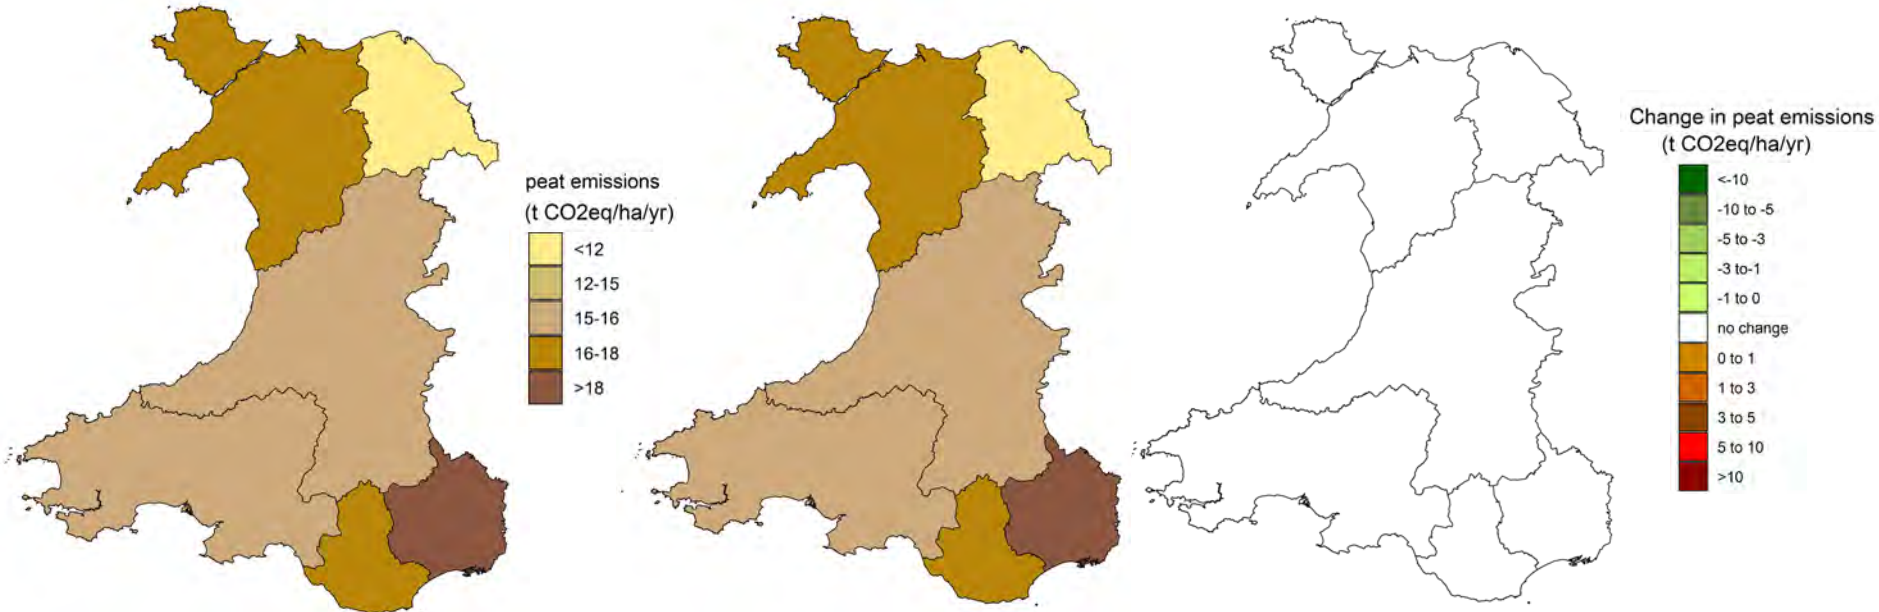 peat emissions
(t CO2eq/ha/yr)
<12
12-15
15-16
16-18
>18
Change in peat emissions
(t CO2eq/ha/yr)
<-10
-10 to -5
-5 to -3
-3 to-1
-1 to 0
no change
0 to 1
1 to 3
3 to 5
5 to 10
>10